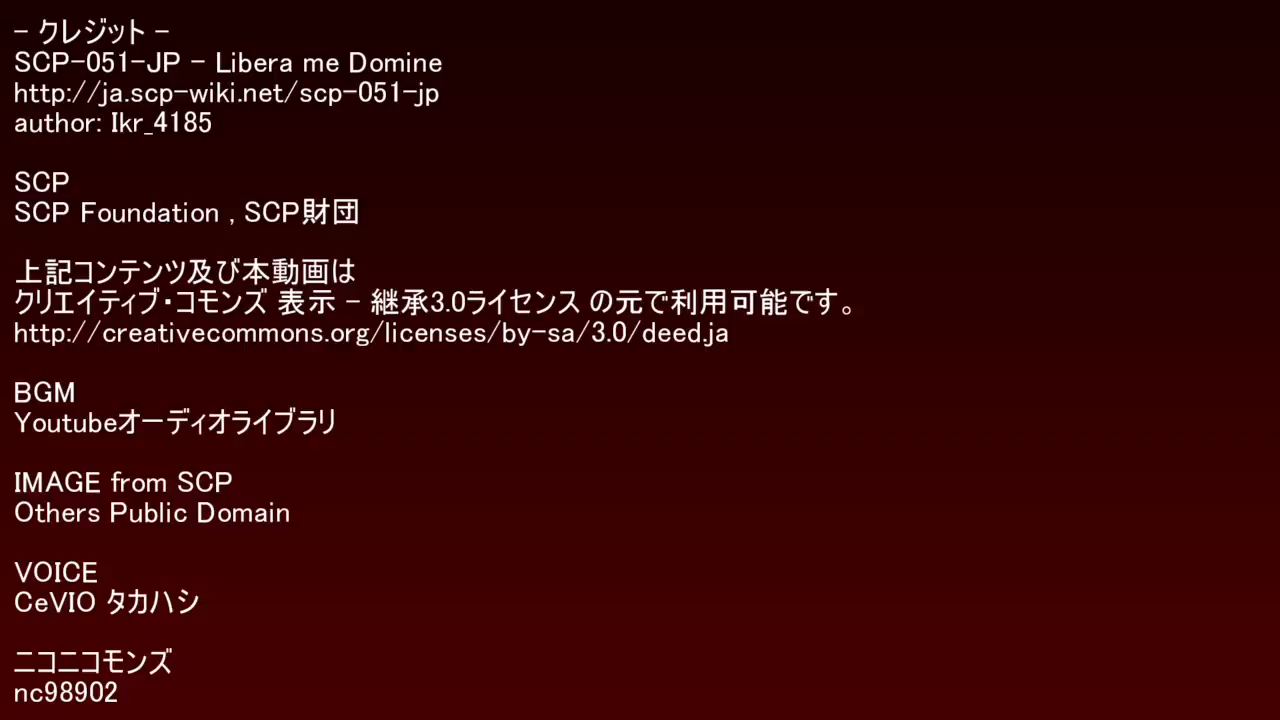 - クレジット -
SCP-051-JP - Libera me Domine
http://ja.scp-wiki.net/scp-051-jp
author: Ikr_4185
SCP
SCP Foundation , SCP財団
上記コンテンツ及び本動画は
クリエイティブ・コモンズ 表示 - 継承3.0ライセンス の元で利用可能です。
http://creativecommons.org/licenses/by-sa/3.0/deed.ja
BGM
Youtubeオーディオライブラリ
IMAGE from SCP
Others Public Domain
VOICE
CeVIO タカハシ
ニコニコモンズ
nc98902